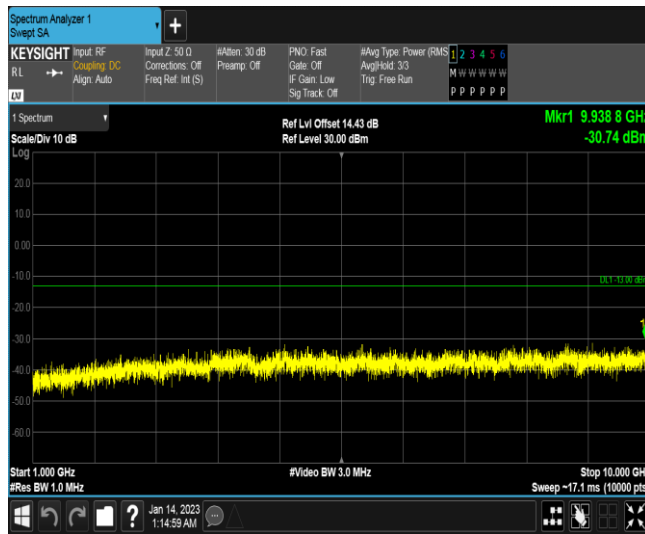 Spectrum Analyzer 1
Swept SA
+
KEYSIGHT
RL
LXI
Input: RF
Coupling: DC
Align: Auto
Input Z: 50 Ω
Corrections: Off
Freq Ref: Int (S)
#Atten: 30 dB
Preamp: Off
PNO: Fast
Gate: Off
IF Gain: Low
Sig Track: Off
#Avg Type: Power (RMS
Avg|Hold: 3/3
Trig: Free Run
1 2 3 4 5 6
M W W W W W
P P P P P P
1 Spectrum
Scale/Div 10 dB
Log
Ref Lvl Offset 14.43 dB
Ref Level 30.00 dBm
Mkr1 9.938 8 GHz
-30.74 dBm
20.0
10.0
0.00
-10.0
DL1 -13.00 dBm
-20.0
-30.0
1
-40.0
-50.0
-60.0
Start 1.000 GHz
#Res BW 1.0 MHz
#Video BW 3.0 MHz
Stop 10.000 GH
Sweep ~17.1 ms (10000 pts
?
Jan 14, 2023
1:14:59 AM